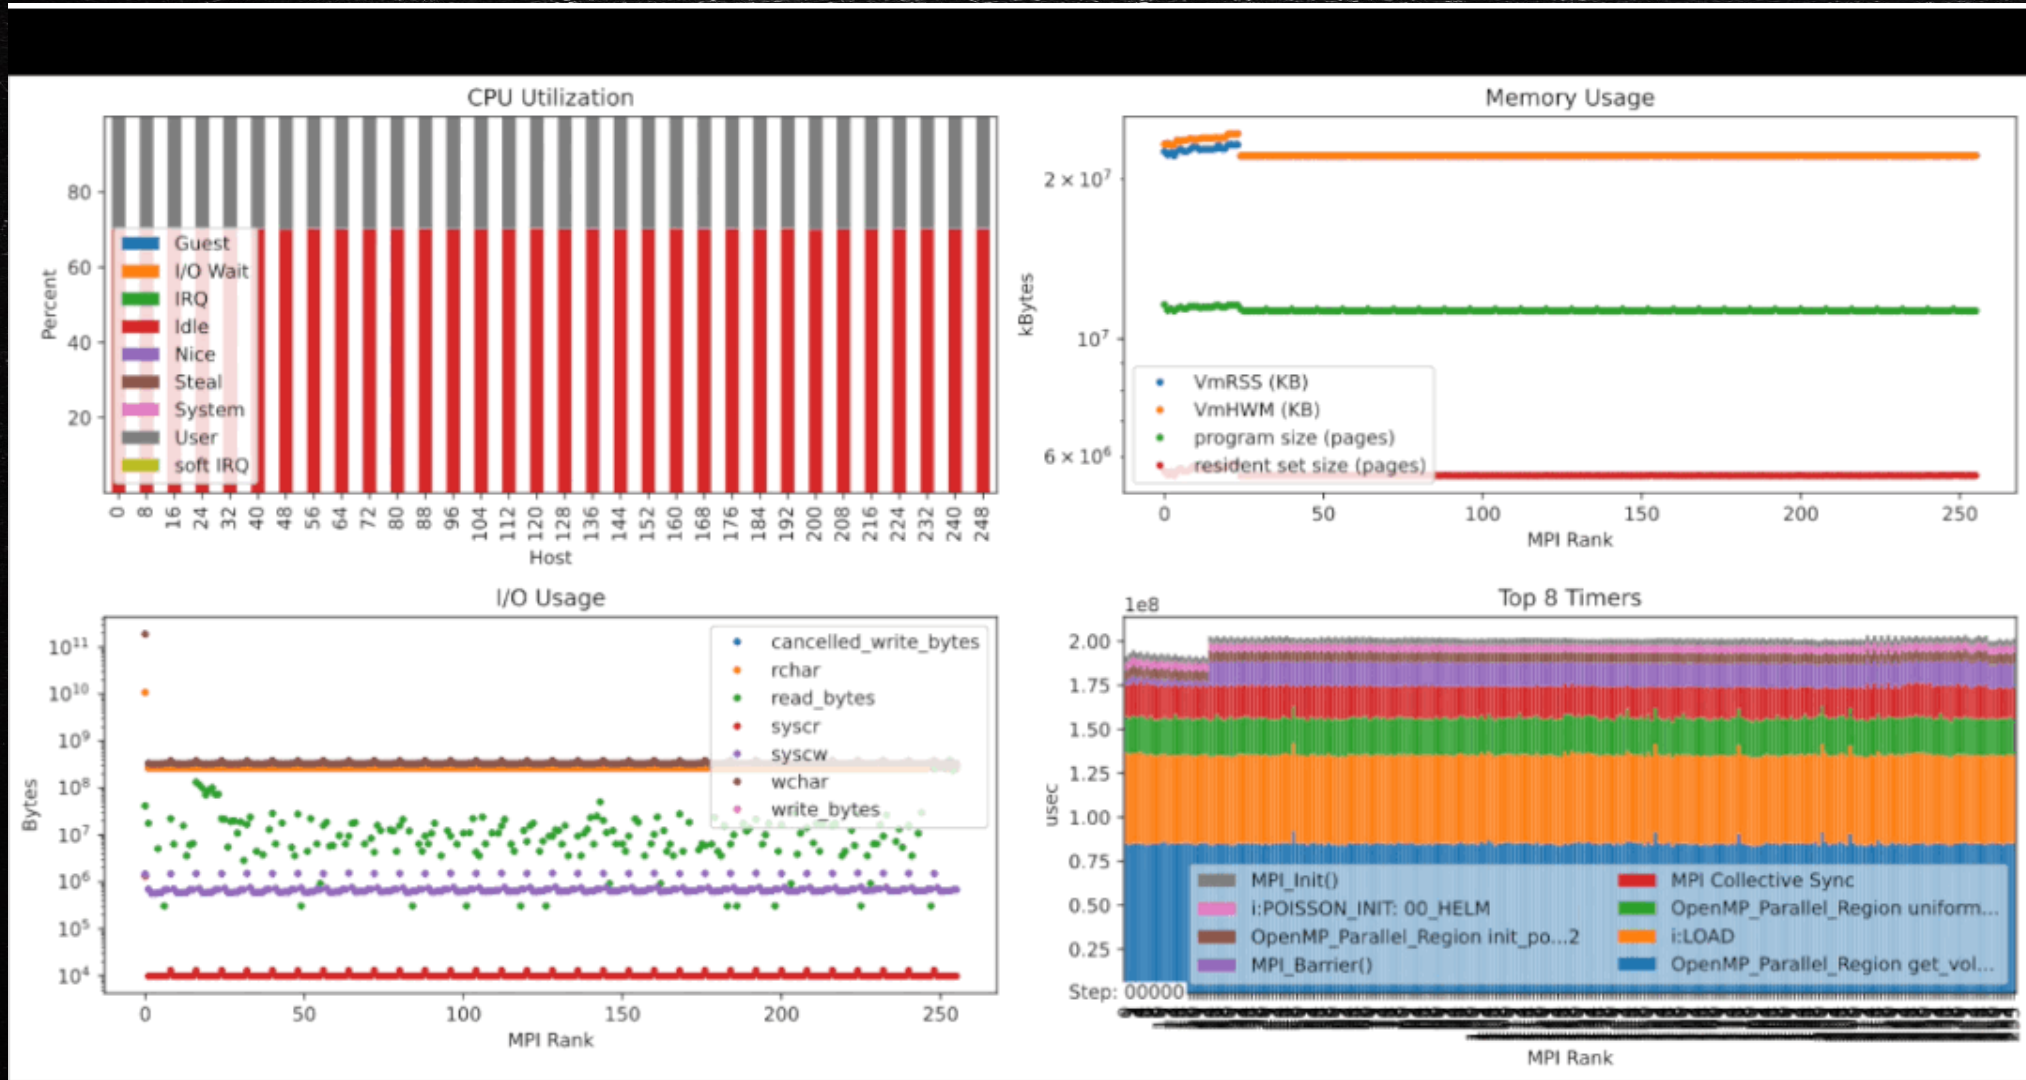 CPU Utilization
80
60
40
20
Percent
Guest
I/O Wait
IRQ
Idle
Nice
Steal
System
User
soft IRQ
0 8 16 24 32 40 48 56 64 72 80 88 96 104 112 120 128 136 144 152 160 168 176 184 192 200 208 216 224 232 240 248
Host
Memory Usage
2 × 10⁷
10⁷
6 × 10⁶
kBytes
VmRSS (KB)
VmHWM (KB)
program size (pages)
resident set size (pages)
0 50 100 150 200 250
MPI Rank
I/O Usage
10¹¹
10¹⁰
10⁹
10⁸
10⁷
10⁶
10⁵
10⁴
Bytes
cancelled_write_bytes
rchar
read_bytes
syscr
syscw
wchar
write_bytes
0 50 100 150 200 250
MPI Rank
Top 8 Timers
1e8
2.00
1.75
1.50
1.25
1.00
0.75
0.50
0.25
usec
MPI_Init()
i:POISSON_INIT: 00_HELM
OpenMP_Parallel_Region init_po...2
MPI_Barrier()
MPI Collective Sync
OpenMP_Parallel_Region uniform...
i:LOAD
OpenMP_Parallel_Region get_vol...
Step: 00000
MPI Rank